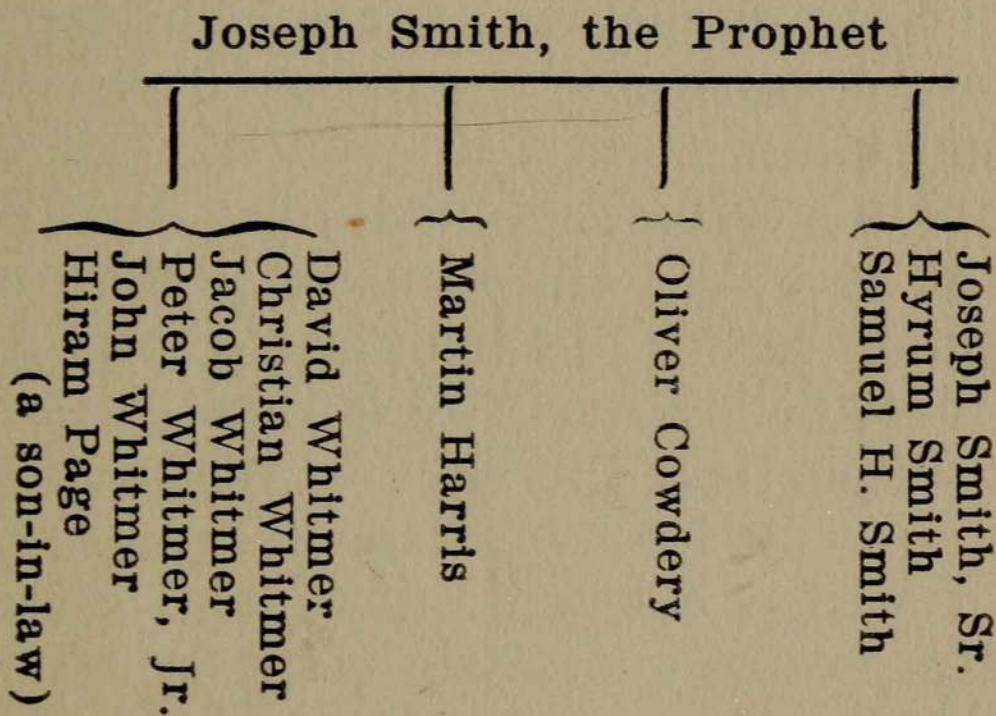 Joseph Smith, the Prophet
Joseph Smith, Sr.
Hyrum Smith
Samuel H. Smith
Oliver Cowdery
Martin Harris
David Whitmer
Christian Whitmer
Jacob Whitmer
Peter Whitmer, Jr.
John Whitmer
Hiram Page
(a son-in-law)